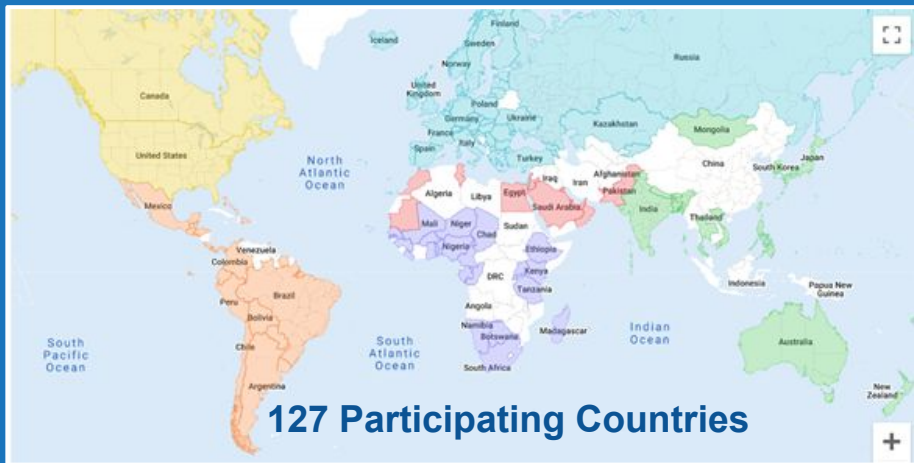 Iceland
Finland
Sweden
Norway
Russia
Canada
United
Kingdom
Poland
Germany
Ukraine
France
Kazakhstan
Mongolia
Italy
Spain
Turkey
United States
North
Atlantic
Ocean
China
South Korea
Japan
Iraq
Iran
Afghanistan
Pakistan
Algeria
Libya
Egypt
Saudi Arabia
India
Mexico
Mali
Niger
Chad
Sudan
Thailand
Nigeria
Ethiopia
Venezuela
Colombia
DRC
Kenya
Indonesia
Papua New
Guinea
Tanzania
Brazil
Peru
Angola
Bolivia
Namibia
Botswana
Madagascar
Indian
Ocean
South
Pacific
Ocean
Chile
South
Atlantic
Ocean
Australia
South Africa
Argentina
New
Zealand
127 Participating Countries